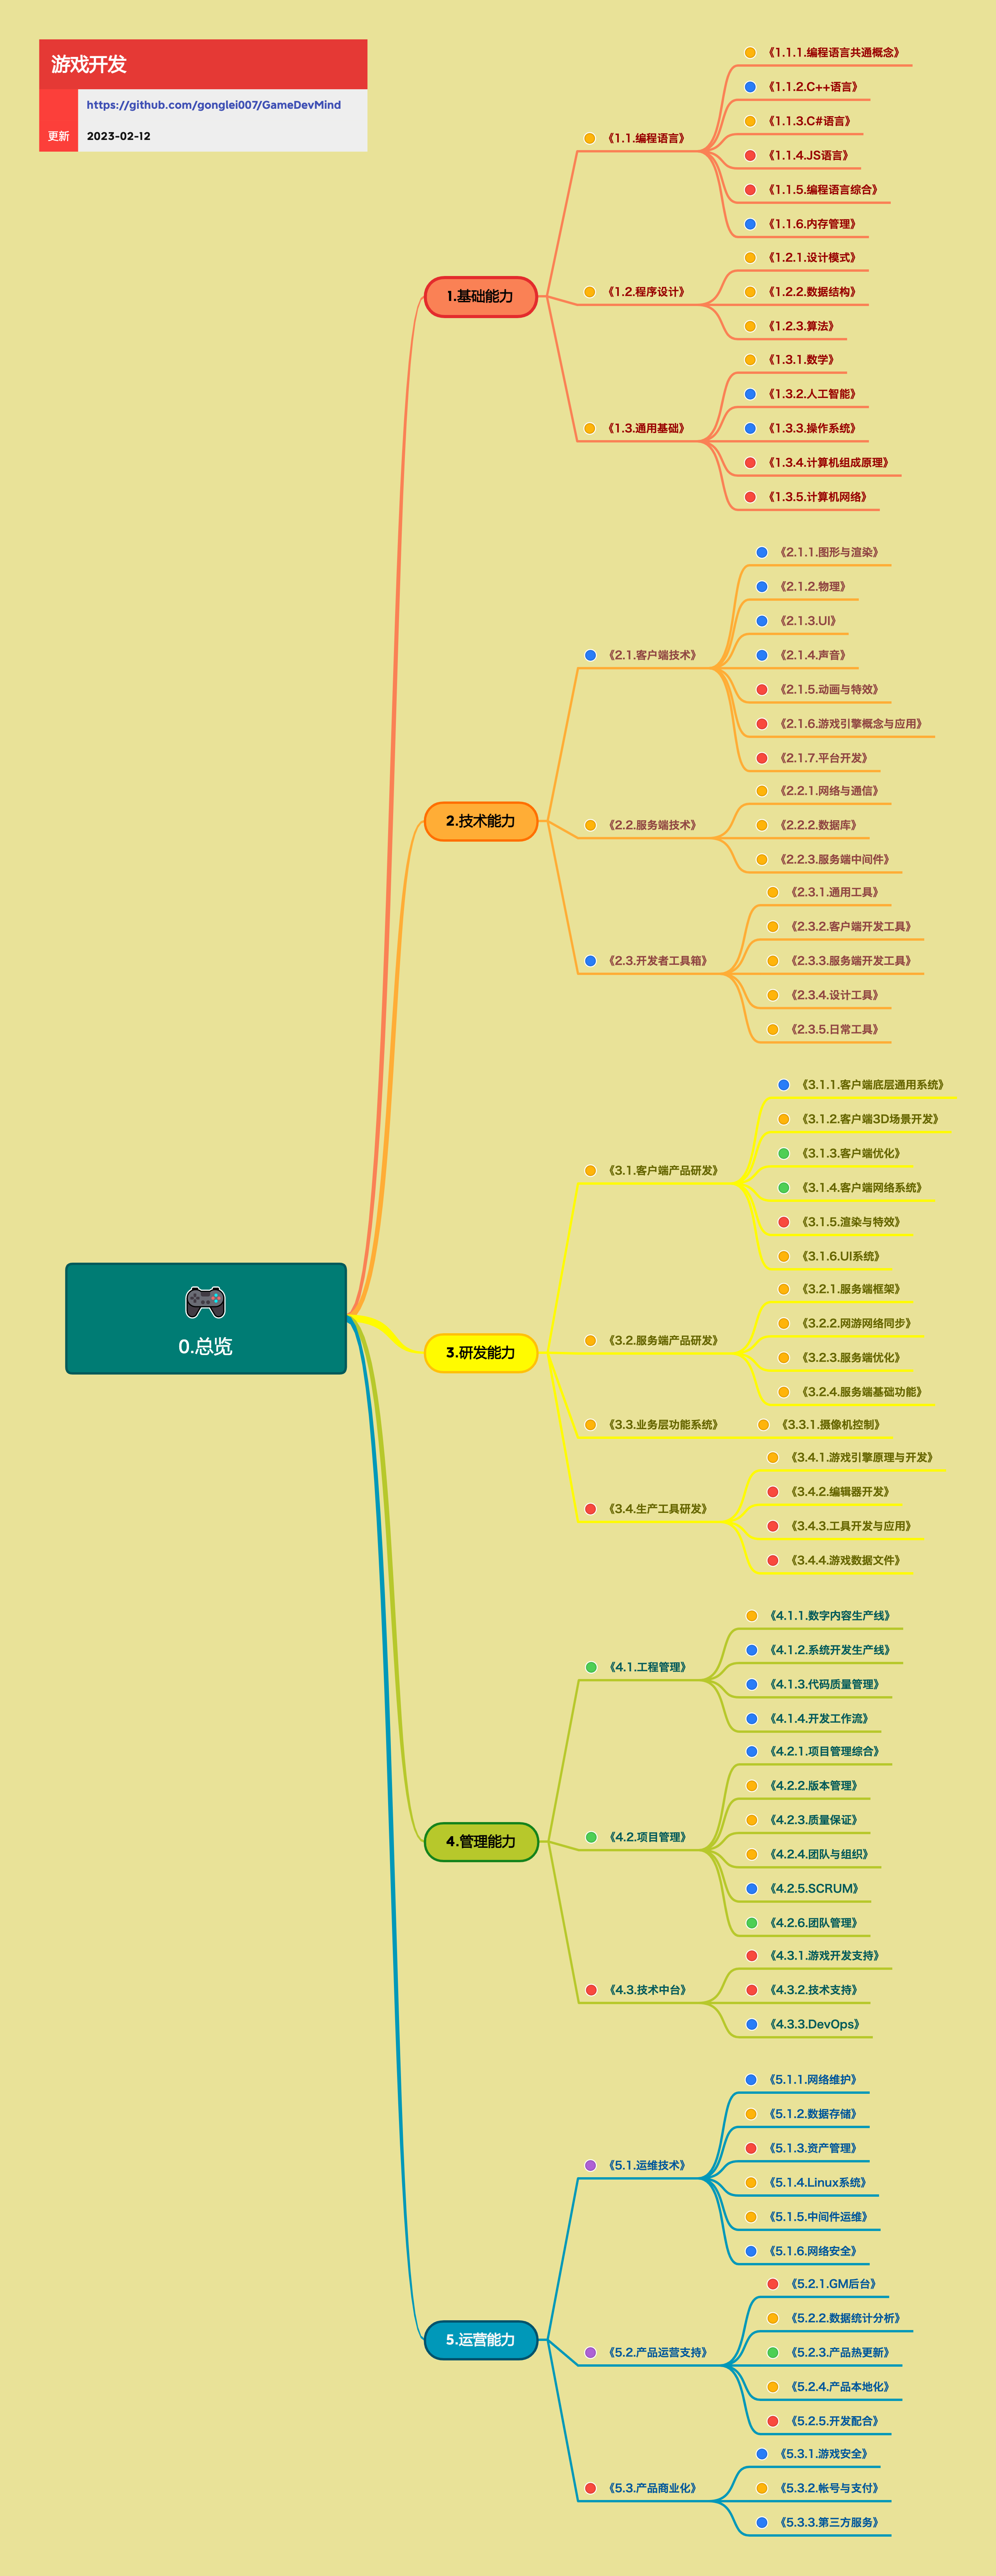 游戏开发
https://github.com/gonglei007/GameDevMind
更新 2023-02-12
0.总览
1.基础能力
《1.1.编程语言》
《1.1.1.编程语言共通概念》
《1.1.2.C++语言》
《1.1.3.C#语言》
《1.1.4.JS语言》
《1.1.5.编程语言综合》
《1.1.6.内存管理》
《1.2.程序设计》
《1.2.1.设计模式》
《1.2.2.数据结构》
《1.2.3.算法》
《1.3.通用基础》
《1.3.1.数学》
《1.3.2.人工智能》
《1.3.3.操作系统》
《1.3.4.计算机组成原理》
《1.3.5.计算机网络》
2.技术能力
《2.1.客户端技术》
《2.1.1.图形与渲染》
《2.1.2.物理》
《2.1.3.UI》
《2.1.4.声音》
《2.1.5.动画与特效》
《2.1.6.游戏引擎概念与应用》
《2.1.7.平台开发》
《2.2.服务端技术》
《2.2.1.网络与通信》
《2.2.2.数据库》
《2.2.3.服务端中间件》
《2.3.开发者工具箱》
《2.3.1.通用工具》
《2.3.2.客户端开发工具》
《2.3.3.服务端开发工具》
《2.3.4.设计工具》
《2.3.5.日常工具》
3.研发能力
《3.1.客户端产品研发》
《3.1.1.客户端底层通用系统》
《3.1.2.客户端3D场景开发》
《3.1.3.客户端优化》
《3.1.4.客户端网络系统》
《3.1.5.渲染与特效》
《3.1.6.UI系统》
《3.2.服务端产品研发》
《3.2.1.服务端框架》
《3.2.2.网游网络同步》
《3.2.3.服务端优化》
《3.2.4.服务端基础功能》
《3.3.业务层功能系统》
《3.3.1.摄像机控制》
《3.4.生产工具研发》
《3.4.1.游戏引擎原理与开发》
《3.4.2.编辑器开发》
《3.4.3.工具开发与应用》
《3.4.4.游戏数据文件》
4.管理能力
《4.1.工程管理》
《4.1.1.数字内容生产线》
《4.1.2.系统开发生产线》
《4.1.3.代码质量管理》
《4.1.4.开发工作流》
《4.2.项目管理》
《4.2.1.项目管理综合》
《4.2.2.版本管理》
《4.2.3.质量保证》
《4.2.4.团队与组织》
《4.2.5.SCRUM》
《4.2.6.团队管理》
《4.3.技术中台》
《4.3.1.游戏开发支持》
《4.3.2.技术支持》
《4.3.3.DevOps》
5.运营能力
《5.1.运维技术》
《5.1.1.网络维护》
《5.1.2.数据存储》
《5.1.3.资产管理》
《5.1.4.Linux系统》
《5.1.5.中间件运维》
《5.1.6.网络安全》
《5.2.产品运营支持》
《5.2.1.GM后台》
《5.2.2.数据统计分析》
《5.2.3.产品热更新》
《5.2.4.产品本地化》
《5.2.5.开发配合》
《5.3.产品商业化》
《5.3.1.游戏安全》
《5.3.2.帐号与支付》
《5.3.3.第三方服务》